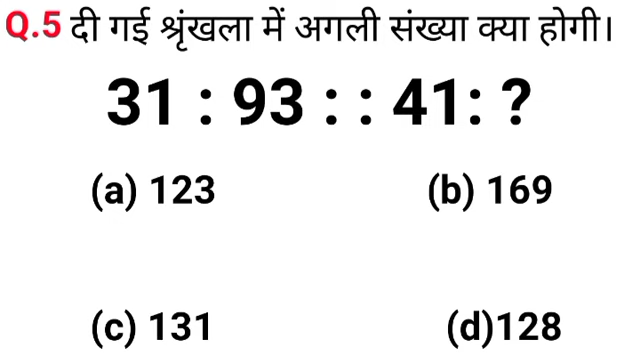 Q.5 दी गई श्रृंखला में अगली संख्या क्या होगी।
31 : 93 : : 41: ?
(a) 123 (b) 169
(c) 131 (d)128